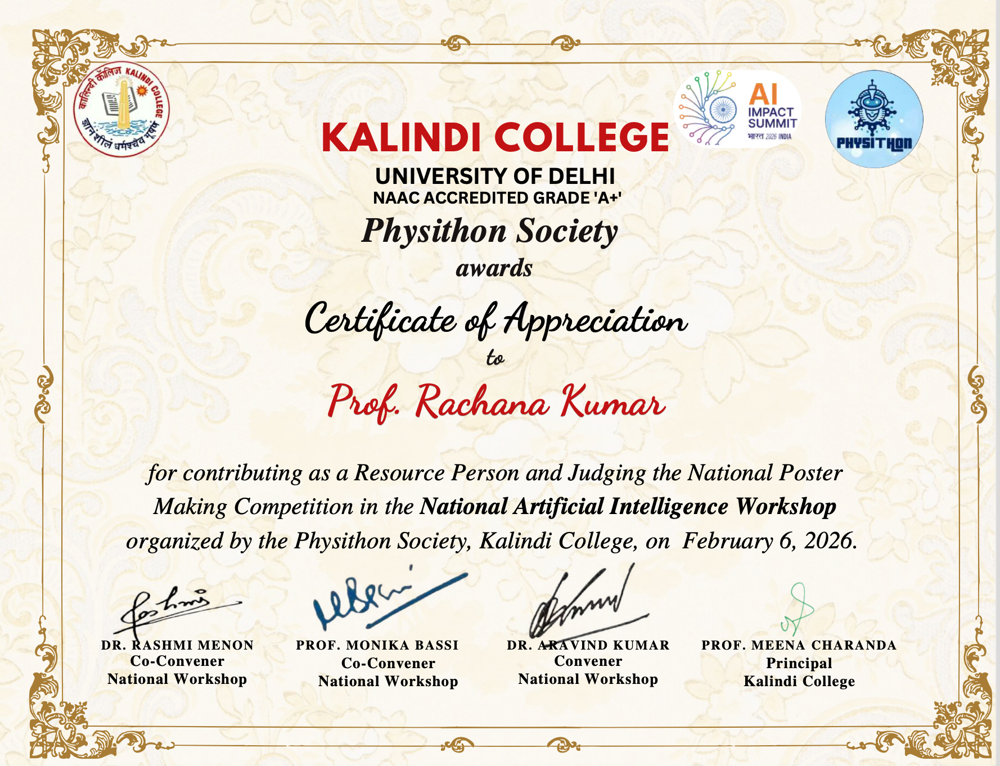 कालिन्दी कॉलिज KALINDI COLLEGE
ज्ञानं शीलं धर्मश्चैव भूषणं
AI
IMPACT
SUMMIT
भारत 2026 INDIA
PHYSITHON
KALINDI COLLEGE
UNIVERSITY OF DELHI
NAAC ACCREDITED GRADE 'A+'
Physithon Society
awards
Certificate of Appreciation
to
Prof. Rachana Kumar
for contributing as a Resource Person and Judging the National Poster
Making Competition in the National Artificial Intelligence Workshop
organized by the Physithon Society, Kalindi College, on February 6, 2026.
Rashmi
MBassi
DR. RASHMI MENON
Co-Convener
National Workshop
PROF. MONIKA BASSI
Co-Convener
National Workshop
DR. ARAVIND KUMAR
Convener
National Workshop
PROF. MEENA CHARANDA
Principal
Kalindi College